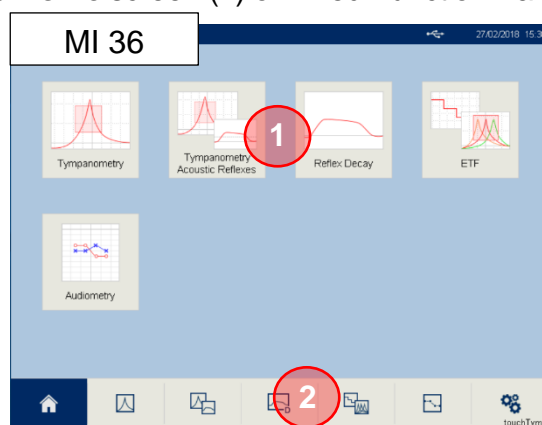 MI 36
27/02/2018 15:3
Tympanometry
Tympanometry
Acoustic Reflexes
1
Reflex Decay
ETF
Audiometry
D
2
touchTym